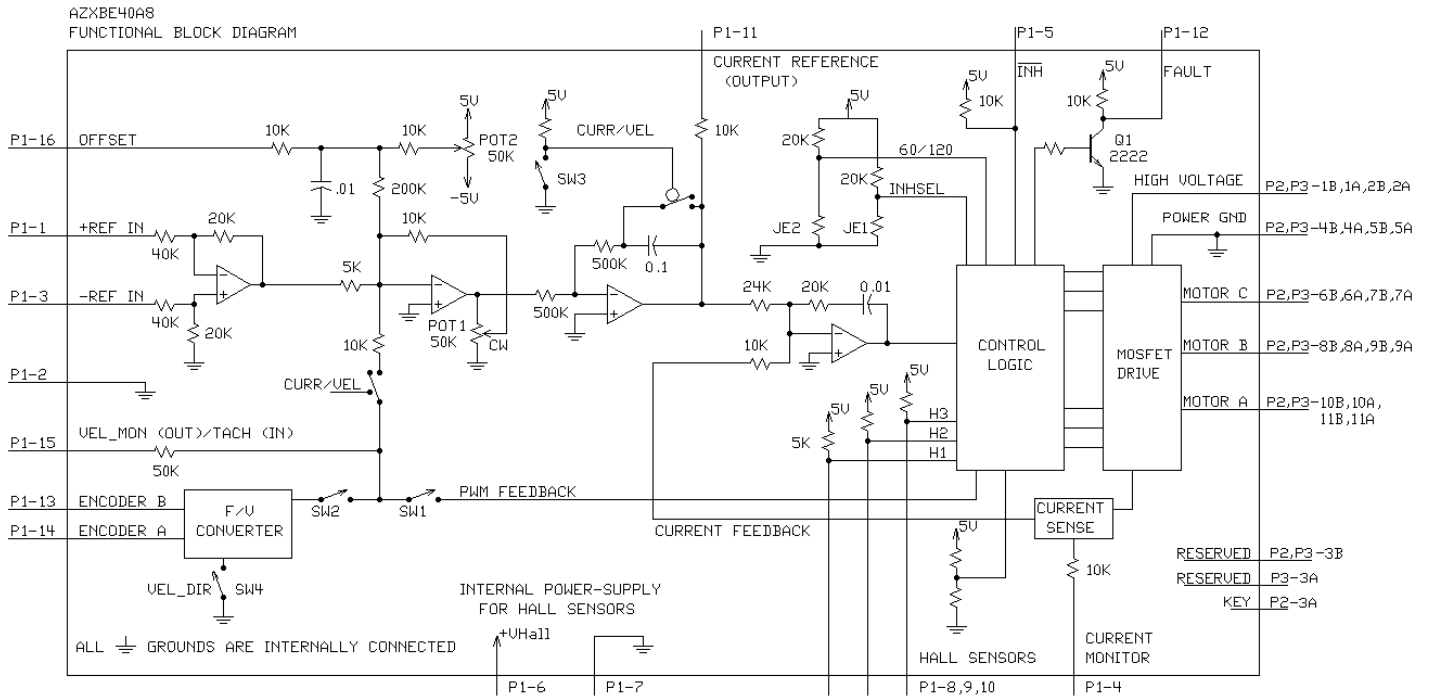 AZXBE40A8
FUNCTIONAL BLOCK DIAGRAM
P1-11
P1-5
P1-12
CURRENT REFERENCE
(OUTPUT)
INH
FAULT
5V
10K
5V
10K
Q1
2222
P1-16
OFFSET
10K
10K
5V
POT2
50K
-5V
.01
200K
5V
CURR/VEL
SW3
10K
5V
20K
60/120
20K
INHSEL
JE2
JE1
HIGH VOLTAGE
P2,P3-1B,1A,2B,2A
POWER GND
P2,P3-4B,4A,5B,5A
P1-1
+REF IN
40K
20K
P1-3
-REF IN
40K
20K
5K
10K
POT1
50K
CW
500K
500K
0.1
24K
20K
0.01
10K
CONTROL
LOGIC
MOSFET
DRIVE
MOTOR C
P2,P3-6B,6A,7B,7A
MOTOR B
P2,P3-8B,8A,9B,9A
MOTOR A
P2,P3-10B,10A,
11B,11A
P1-2
10K
CURR/VEL
5V
5V
5V
5K
H3
H2
H1
P1-15
VEL_MON (OUT)/TACH (IN)
50K
P1-13
ENCODER B
P1-14
ENCODER A
F/V
CONVERTER
SW2
SW1
PWM FEEDBACK
CURRENT FEEDBACK
CURRENT
SENSE
5V
10K
VEL_DIR
SW4
RESERVED
P2,P3-3B
RESERVED
P3-3A
KEY
P2-3A
INTERNAL POWER-SUPPLY
FOR HALL SENSORS
+VHall
ALL GROUNDS ARE INTERNALLY CONNECTED
HALL SENSORS
CURRENT
MONITOR
P1-6
P1-7
P1-8,9,10
P1-4